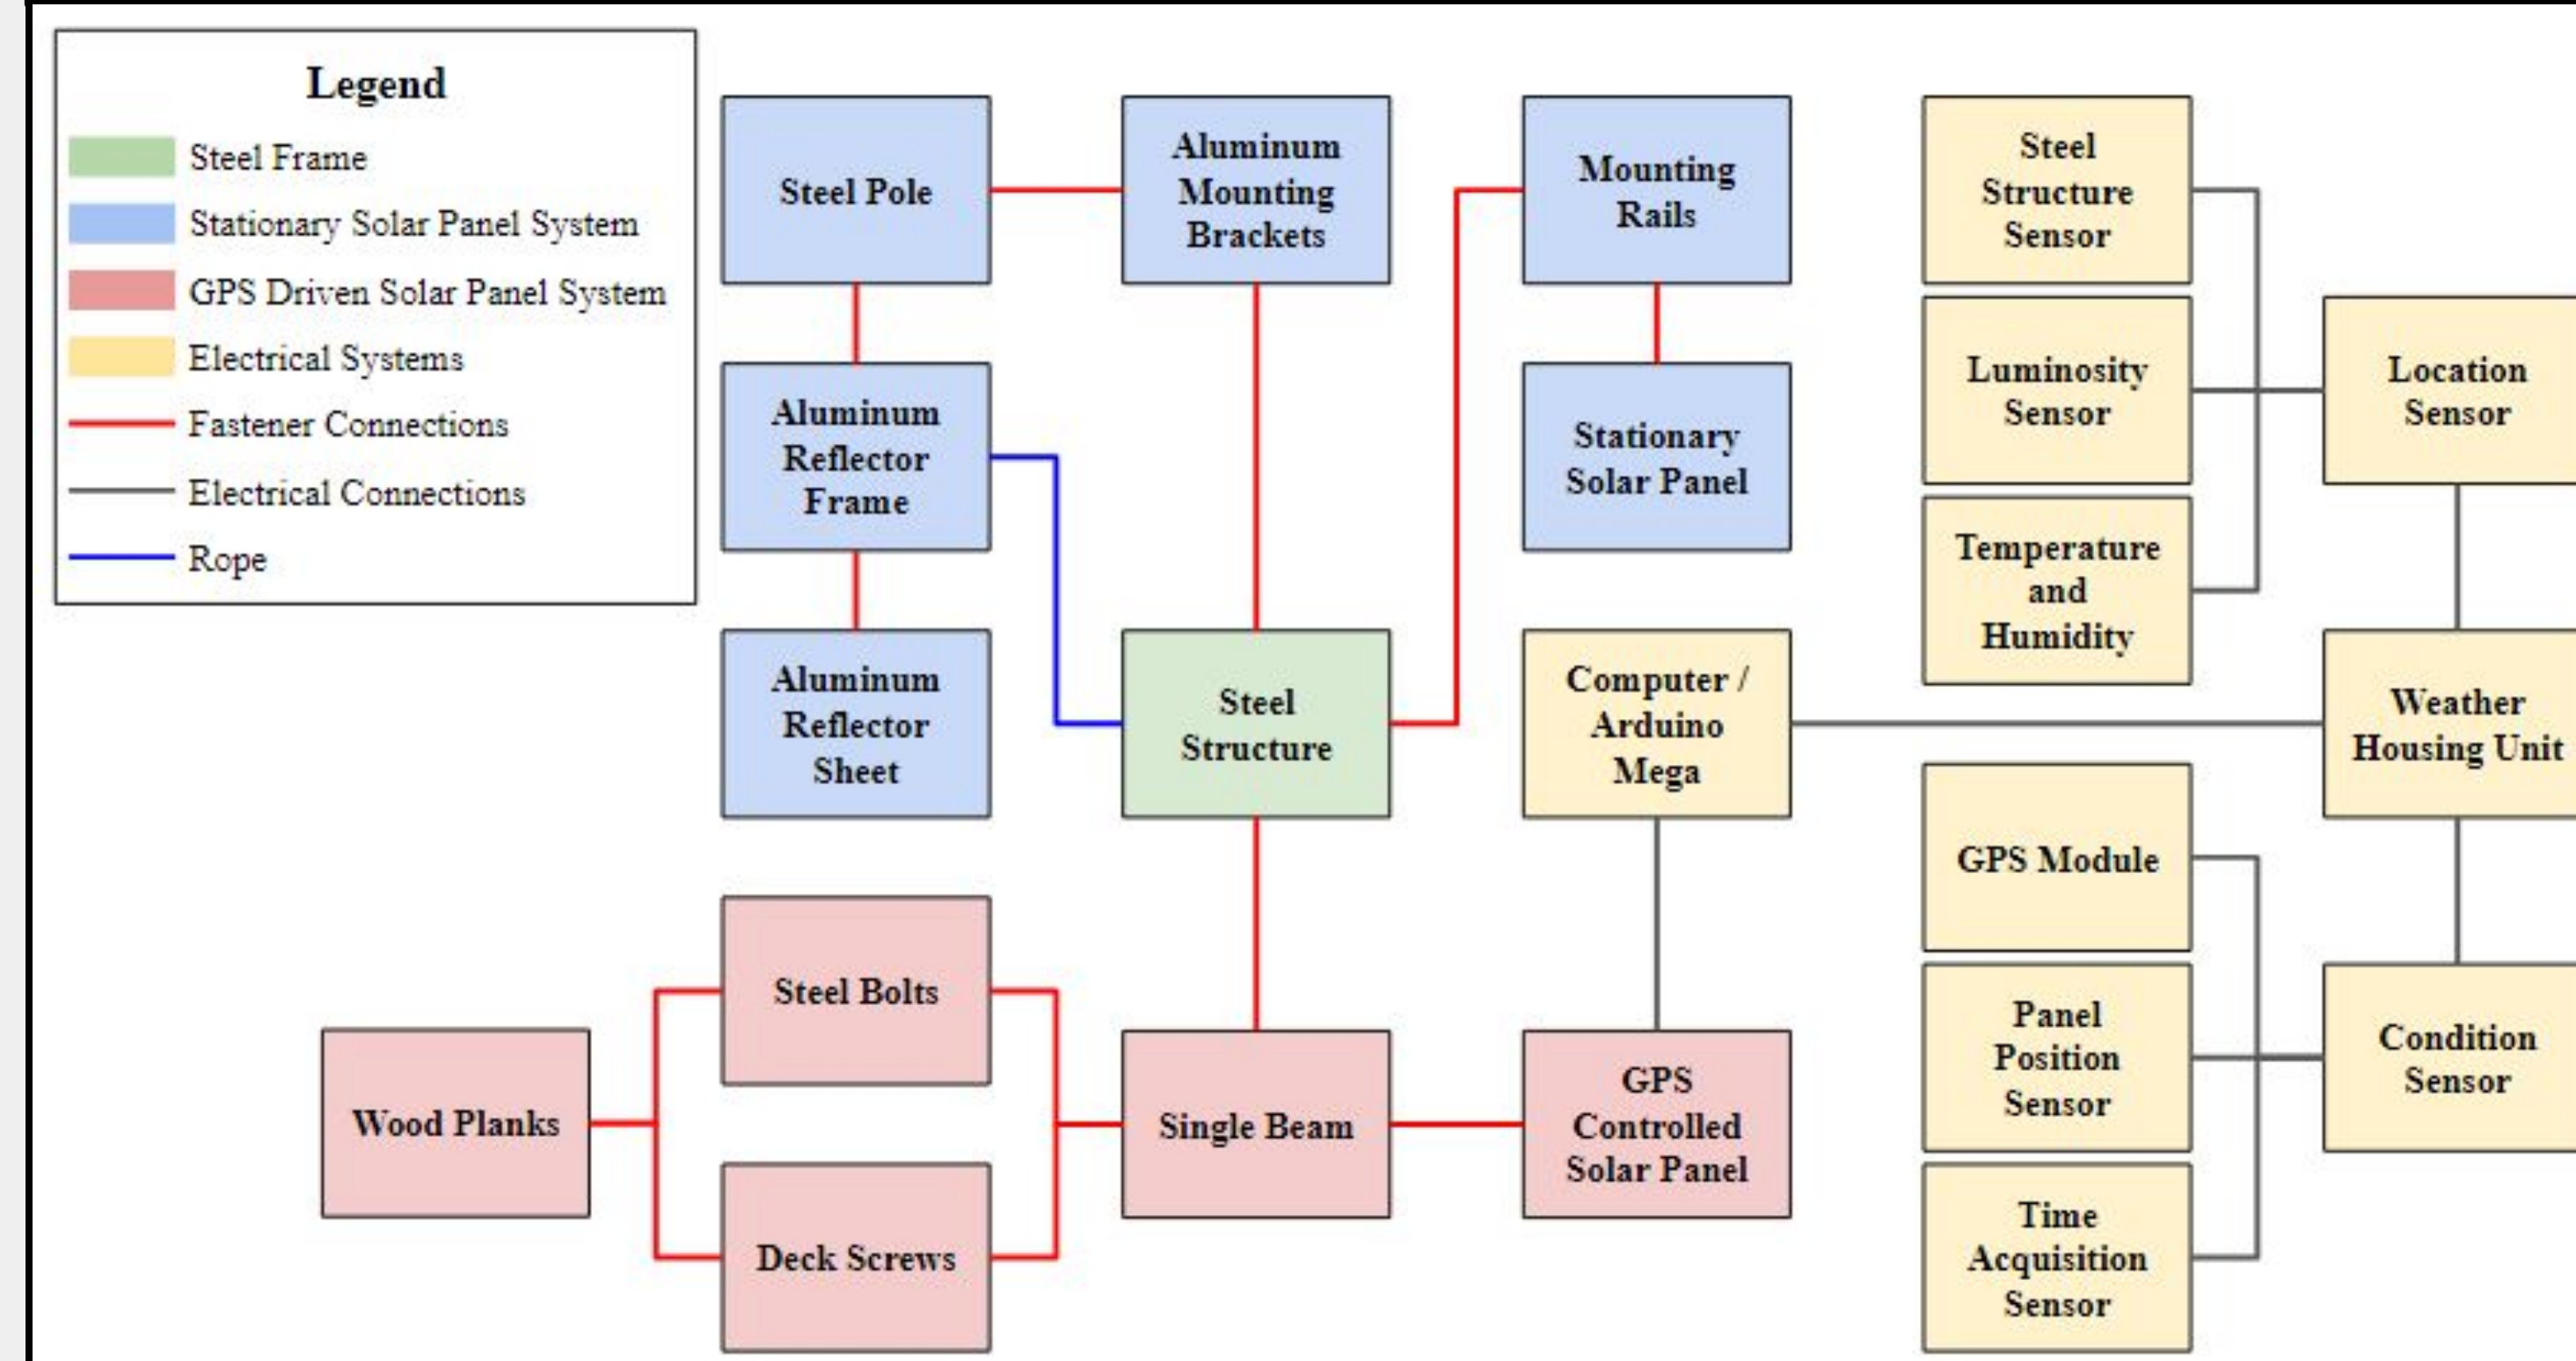 Legend
Steel Frame
Stationary Solar Panel System
GPS Driven Solar Panel System
Electrical Systems
Fastener Connections
Electrical Connections
Rope
Steel Pole
Aluminum
Mounting
Brackets
Mounting
Rails
Steel
Structure
Sensor
Aluminum
Reflector
Frame
Stationary
Solar Panel
Luminosity
Sensor
Location
Sensor
Temperature
and
Humidity
Aluminum
Reflector
Sheet
Steel
Structure
Computer /
Arduino
Mega
Weather
Housing Unit
GPS Module
Steel Bolts
Wood Planks
Deck Screws
Single Beam
GPS
Controlled
Solar Panel
Panel
Position
Sensor
Condition
Sensor
Time
Acquisition
Sensor